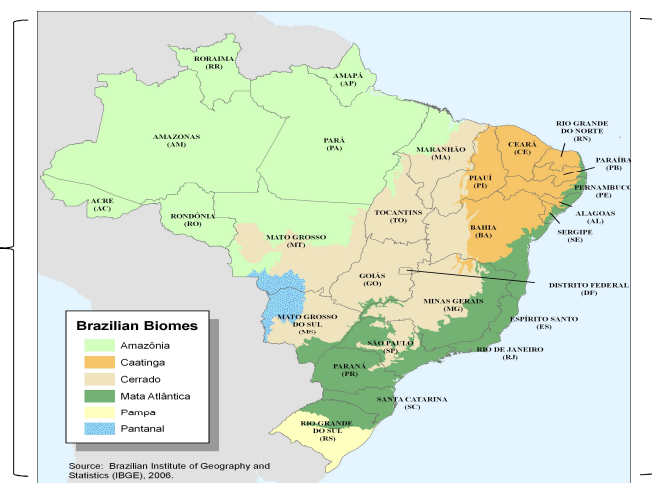 RORAIMA
(RR)
AMAPÁ
(AP)
AMAZONAS
(AM)
PARÁ
(PA)
MARANHÃO
(MA)
CEARÁ
(CE)
RIO GRANDE
DO NORTE
(RN)
PARAÍBA
(PB)
PIAUÍ
(PI)
PERNAMBUCO
(PE)
ACRE
(AC)
RONDÔNIA
(RO)
TOCANTINS
(TO)
ALAGOAS
(AL)
SERGIPE
(SE)
BAHIA
(BA)
MATO GROSSO
(MT)
GOIÁS
(GO)
DISTRITO FEDERAL
(DF)
MINAS GERAIS
(MG)
ESPÍRITO SANTO
(ES)
MATO GROSSO
DO SUL
(MS)
SÃO PAULO
(SP)
RIO DE JANEIRO
(RJ)
PARANÁ
(PR)
SANTA CATARINA
(SC)
RIO GRANDE
DO SUL
(RS)
Brazilian Biomes
Amazônia
Caatinga
Cerrado
Mata Atlântica
Pampa
Pantanal
Source: Brazilian Institute of Geography and
Statistics (IBGE), 2006.